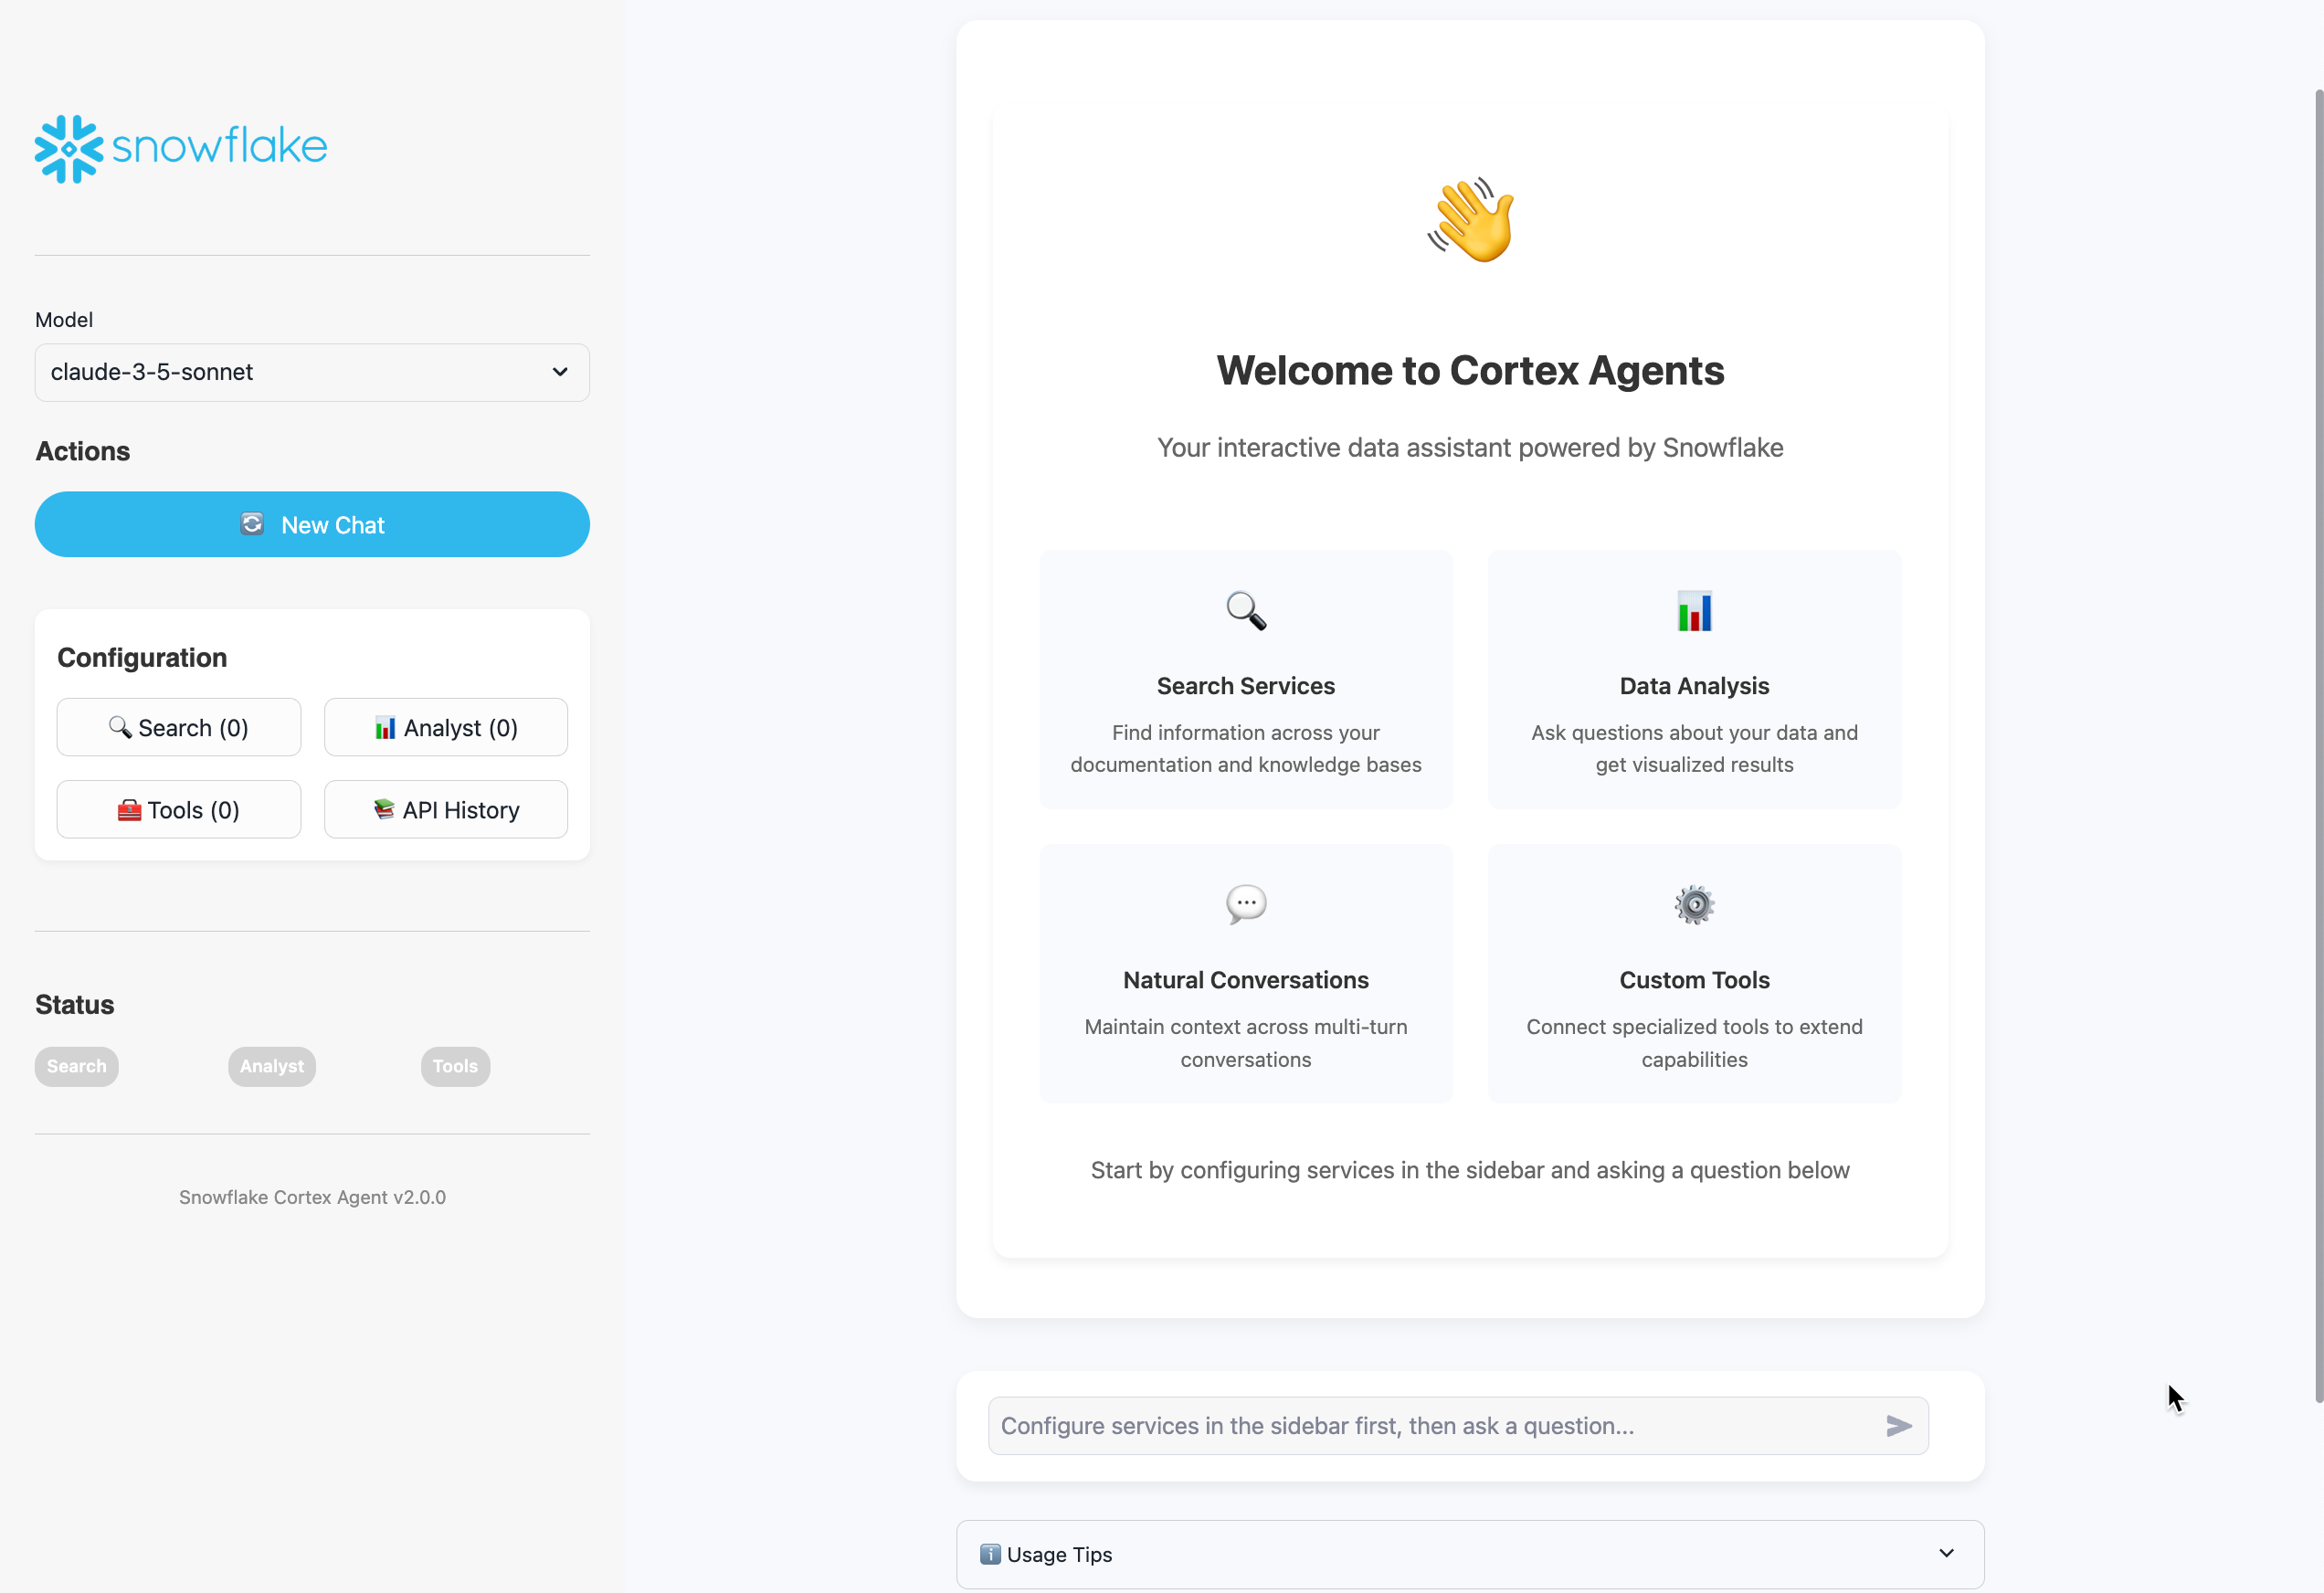 snowflake
Model
claude-3-5-sonnet
Actions
New Chat
Configuration
Search (0)
Analyst (0)
Tools (0)
API History
Status
Search
Analyst
Tools
Snowflake Cortex Agent v2.0.0
Welcome to Cortex Agents
Your interactive data assistant powered by Snowflake
Search Services
Find information across your
documentation and knowledge bases
Data Analysis
Ask questions about your data and
get visualized results
Natural Conversations
Maintain context across multi-turn
conversations
Custom Tools
Connect specialized tools to extend
capabilities
Start by configuring services in the sidebar and asking a question below
Configure services in the sidebar first, then ask a question...
Usage Tips